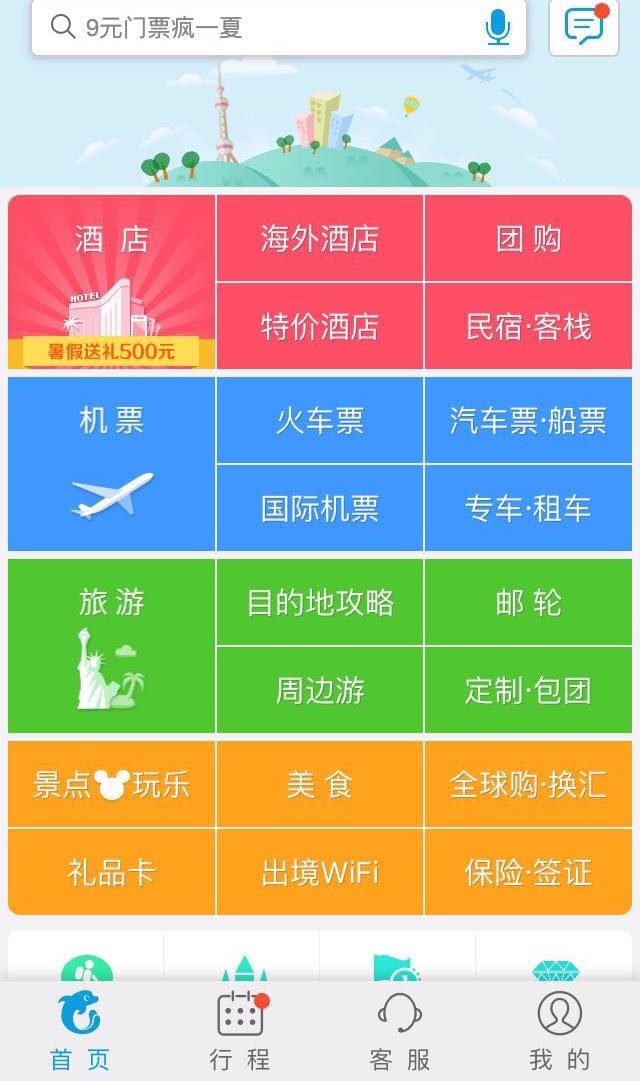 9元门票疯一夏
酒 店
海外酒店
团 购
HOTEL
特价酒店
民宿·客栈
暑假送礼500元
机 票
火车票
汽车票·船票
国际机票
专车·租车
旅 游
目的地攻略
邮 轮
周边游
定制·包团
景点玩乐
美 食
全球购·换汇
礼品卡
出境WiFi
保险·签证
首 页
行 程
客 服
我 的